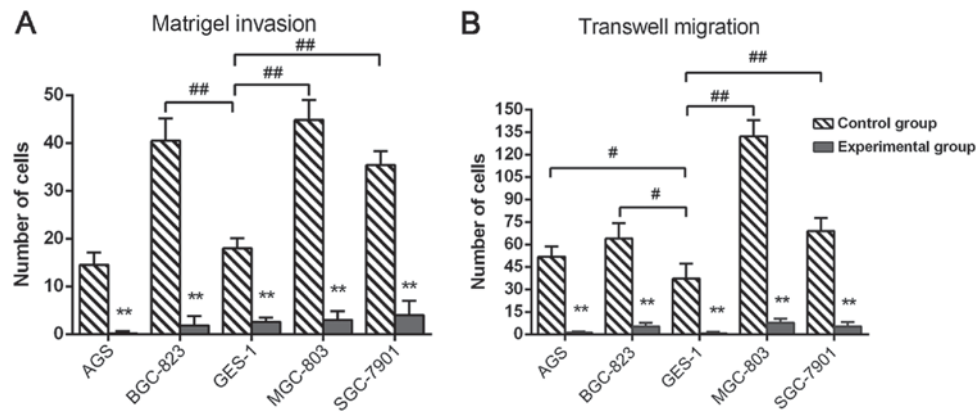 A Matrigel invasion
##
##
##
Number of cells
50
40
30
20
10
0
** ** ** ** **
AGS BGC-823 GES-1 MGC-803 SGC-7901
B Transwell migration
##
##
#
#
Number of cells
150
135
120
105
90
75
60
45
30
15
0
** ** ** ** **
AGS BGC-823 GES-1 MGC-803 SGC-7901
Control group
Experimental group